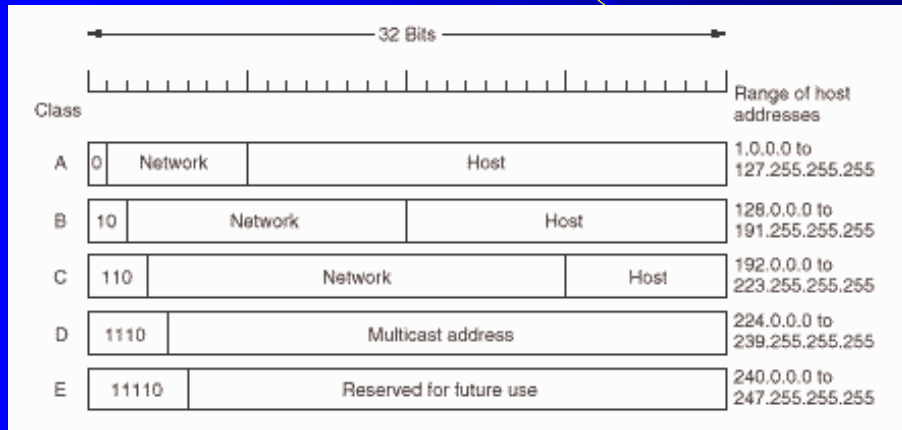 32 Bits
Range of host
addresses
Class
A 0 Network Host 1.0.0.0 to
127.255.255.255
B 10 Network Host 128.0.0.0 to
191.255.255.255
C 110 Network Host 192.0.0.0 to
223.255.255.255
D 1110 Multicast address 224.0.0.0 to
239.255.255.255
E 11110 Reserved for future use 240.0.0.0 to
247.255.255.255